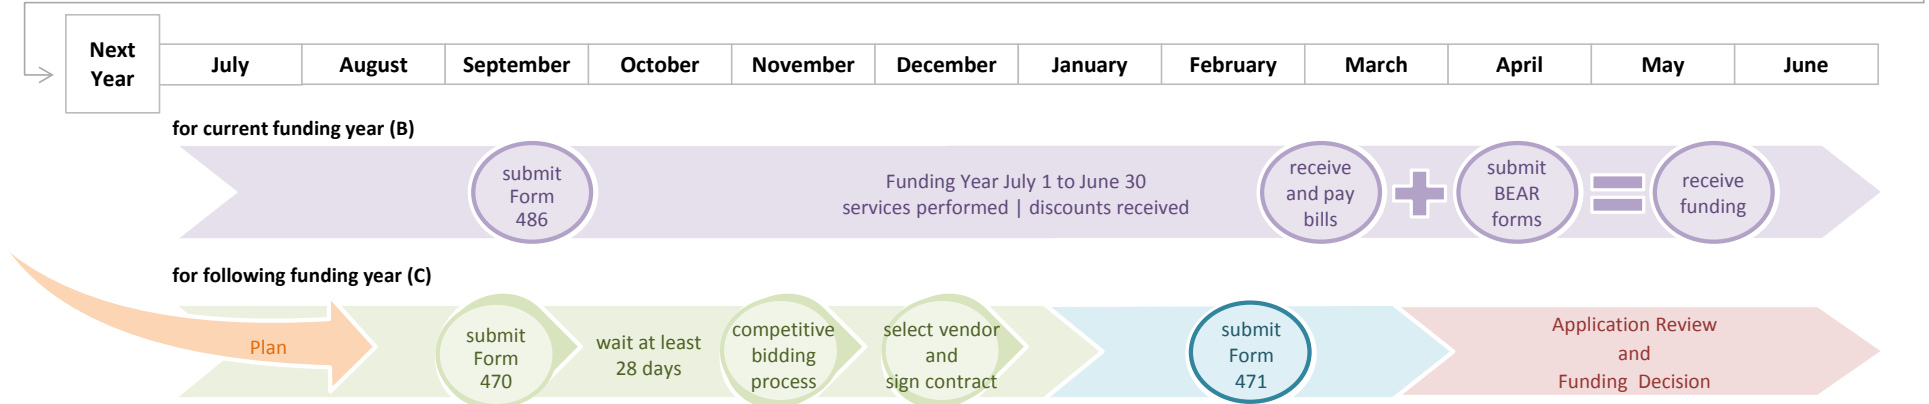 Next
Year
July August September October November December January February March April May June
for current funding year (B)
submit
Form
486
Funding Year July 1 to June 30
services performed | discounts received
receive
and pay
bills
submit
BEAR
forms
receive
funding
for following funding year (C)
Plan
submit
Form
470
wait at least
28 days
competitive
bidding
process
select vendor
and
sign contract
submit
Form
471
Application Review
and
Funding Decision